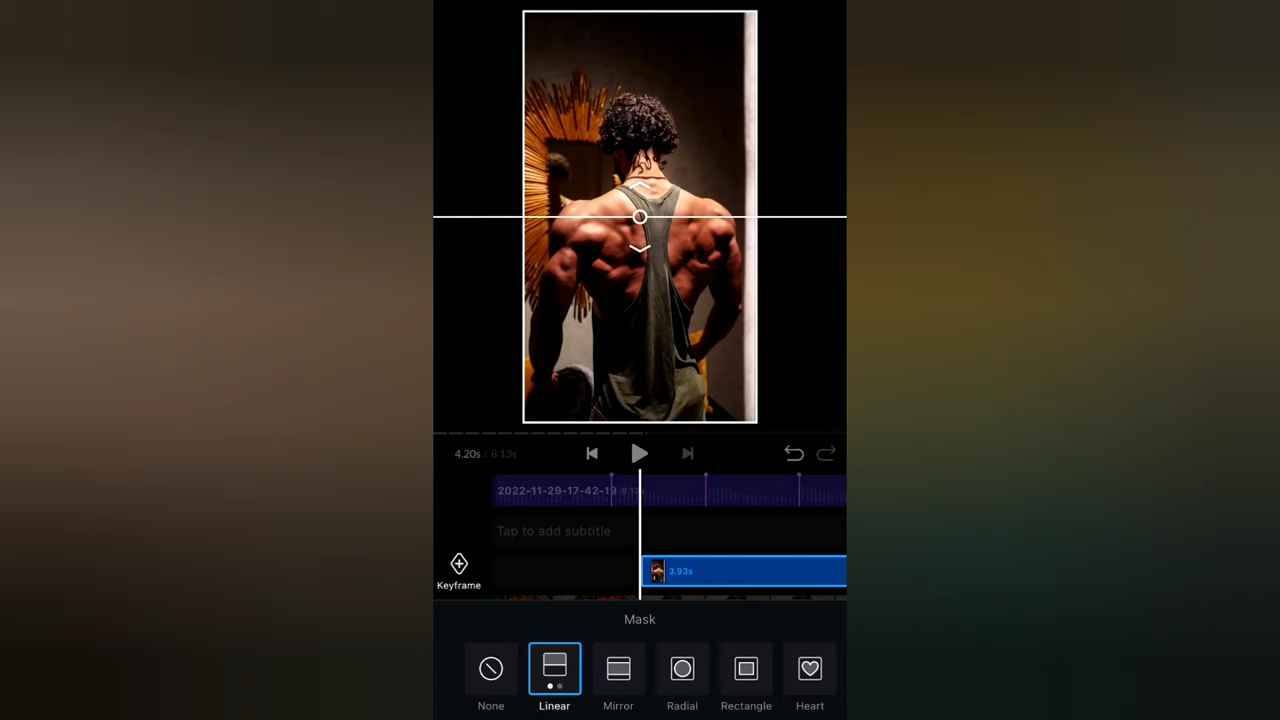 4.20s / 8.13s
2022-11-29-17-42-19
Tap to add subtitle
3.93s
Keyframe
Mask
None Linear Mirror Radial Rectangle Heart